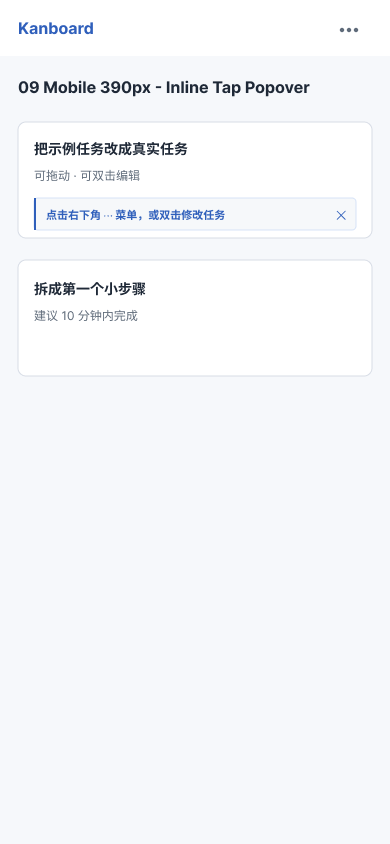 Kanboard
09 Mobile 390px - Inline Tap Popover
把示例任务改成真实任务
可拖动 · 可双击编辑
点击右下角 ··· 菜单，或双击修改任务
拆成第一个小步骤
建议 10 分钟内完成